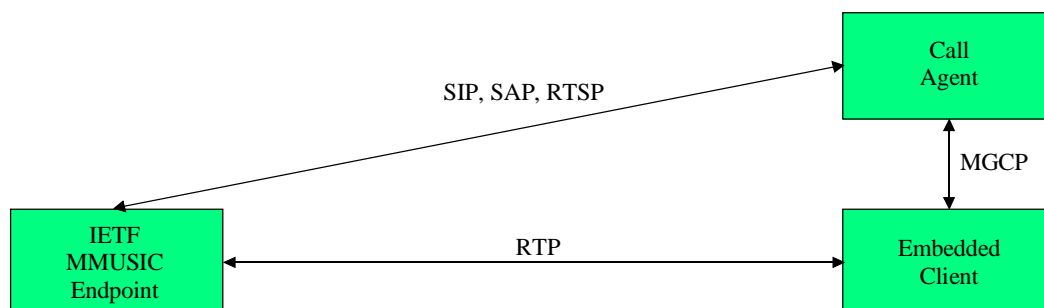 Call
Agent
SIP, SAP, RTSP
MGCP
IETF
MMUSIC
Endpoint
RTP
Embedded
Client